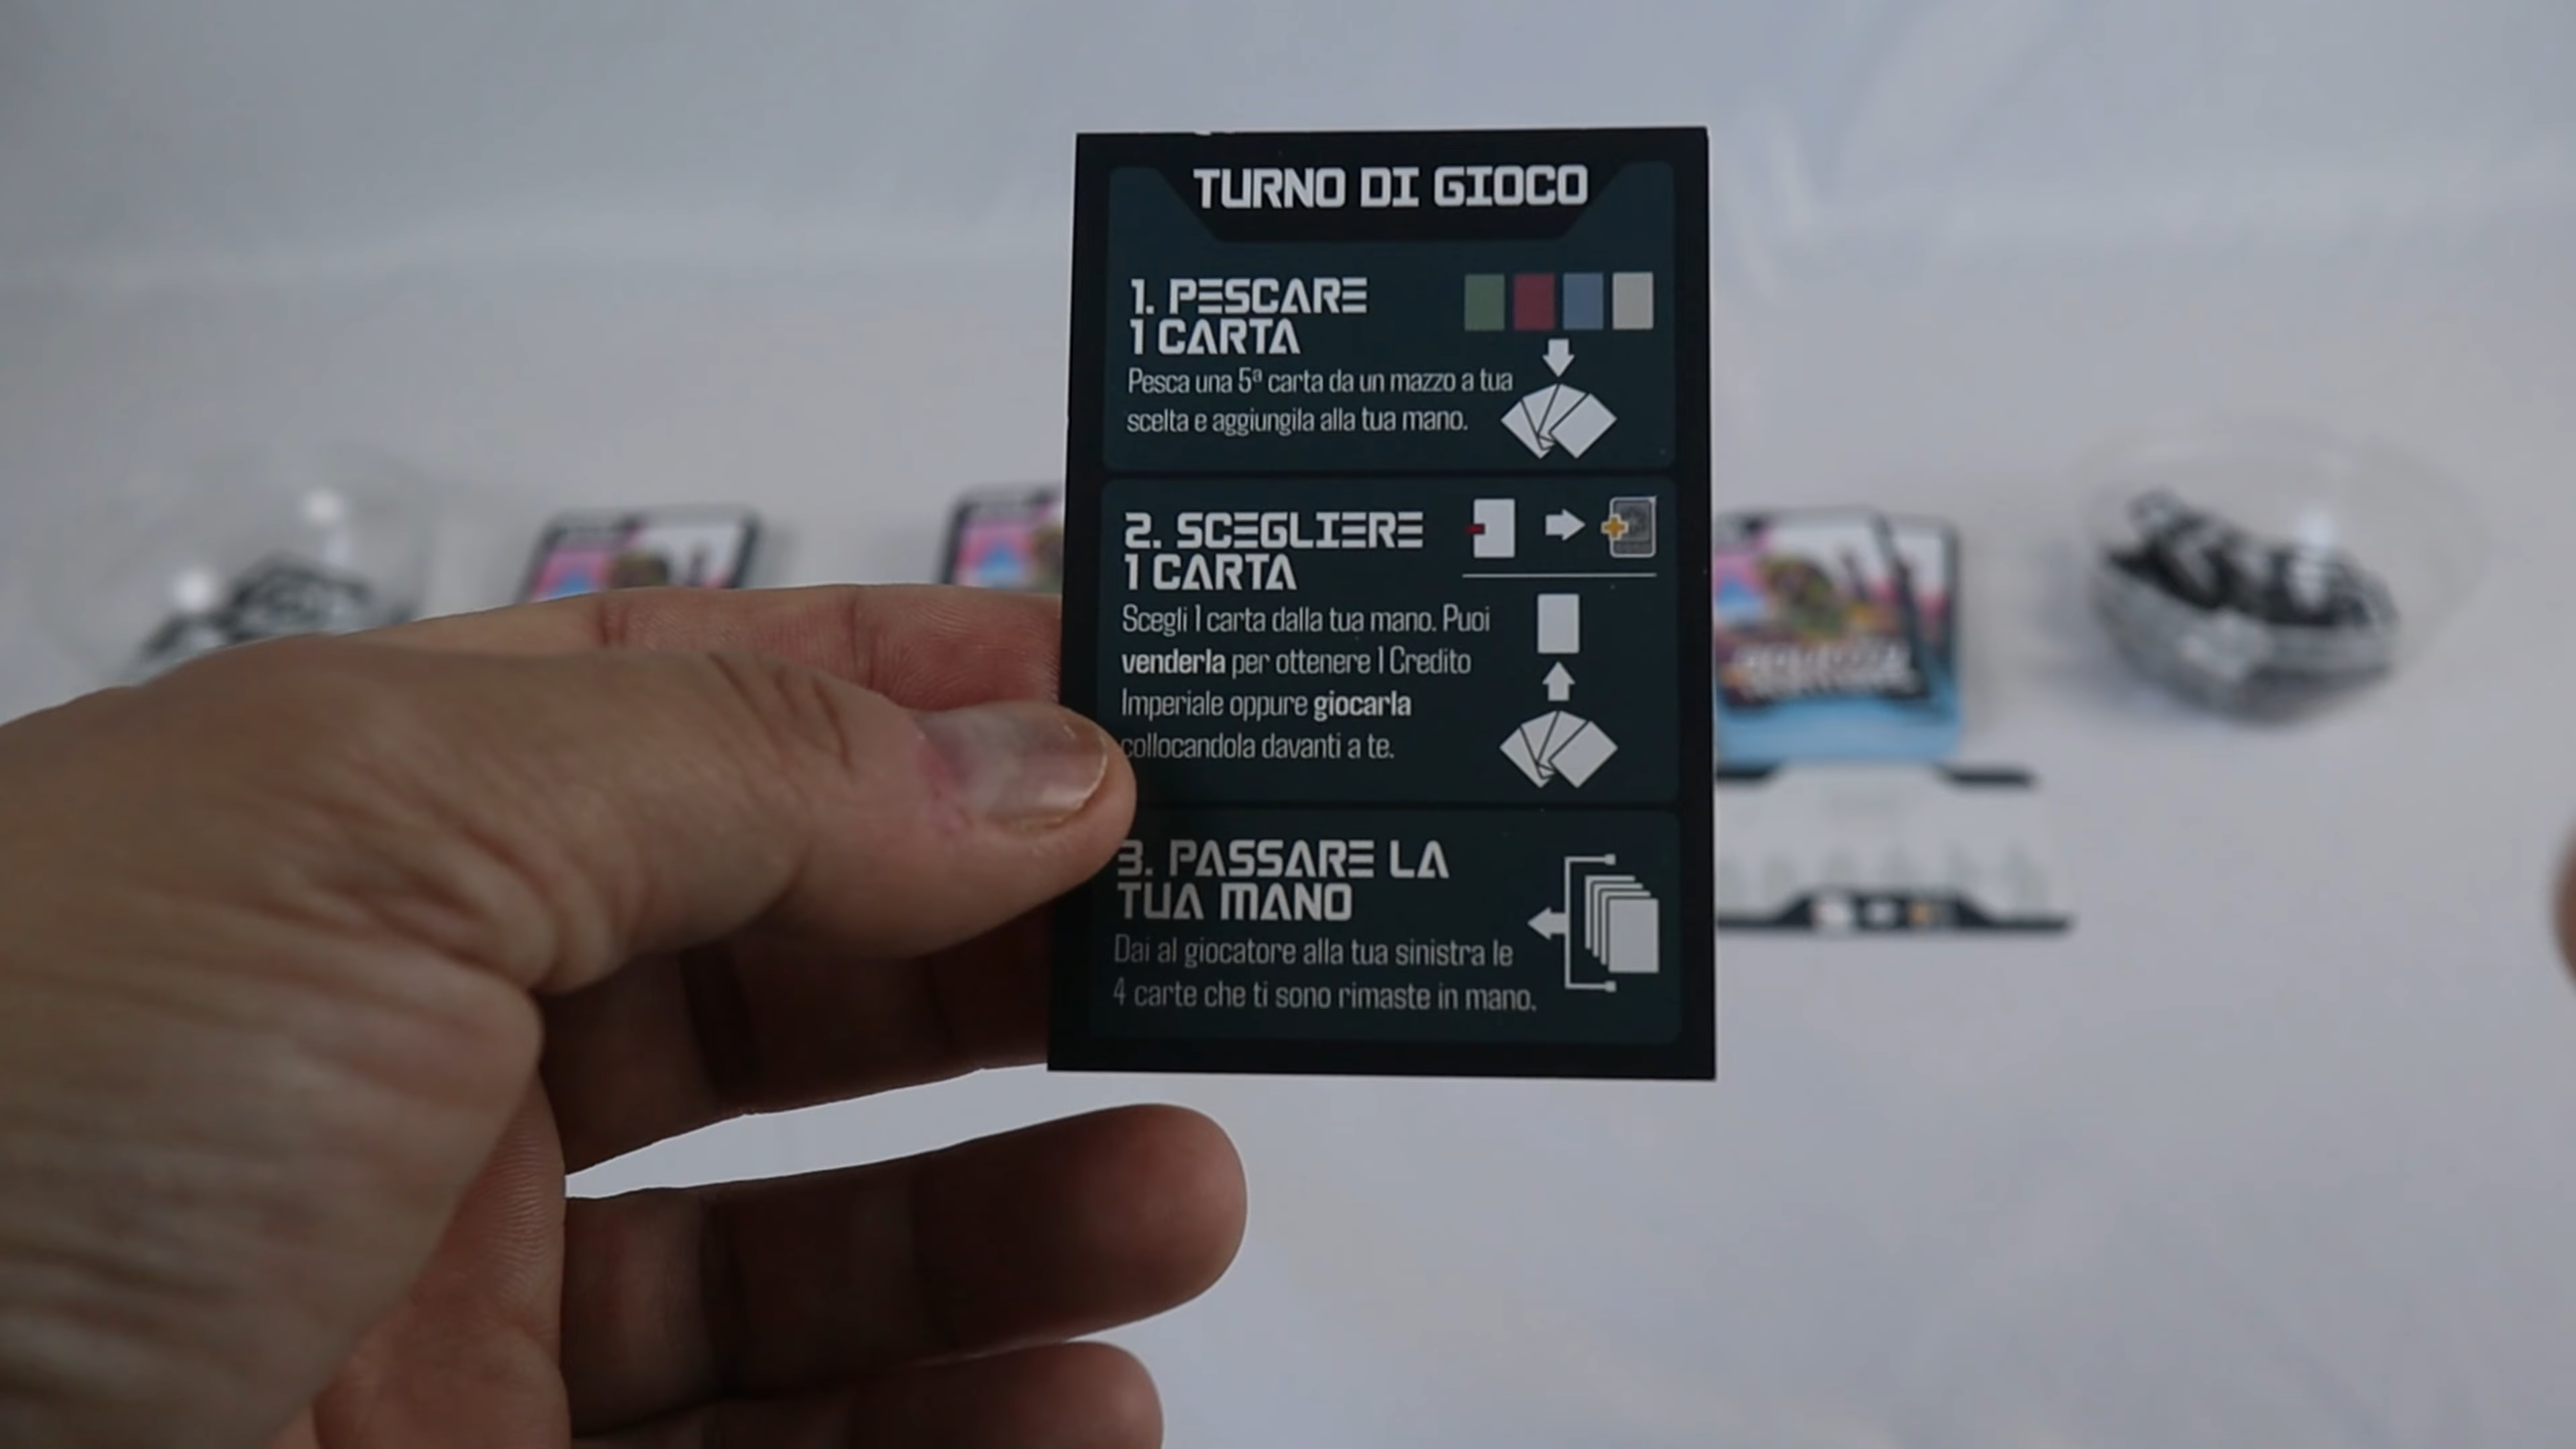 TURNO DI GIOCO
1. PESCARE
1 CARTA
Pesca una 5ª carta da un mazzo a tua
scelta e aggiungila alla tua mano.
2. SCEGLIERE
1 CARTA
Scegli 1 carta dalla tua mano. Puoi
venderla per ottenere 1 Credito
Imperiale oppure giocarla
collocandola davanti a te.
3. PASSARE LA
TUA MANO
Dai al giocatore alla tua sinistra le
4 carte che ti sono rimaste in mano.